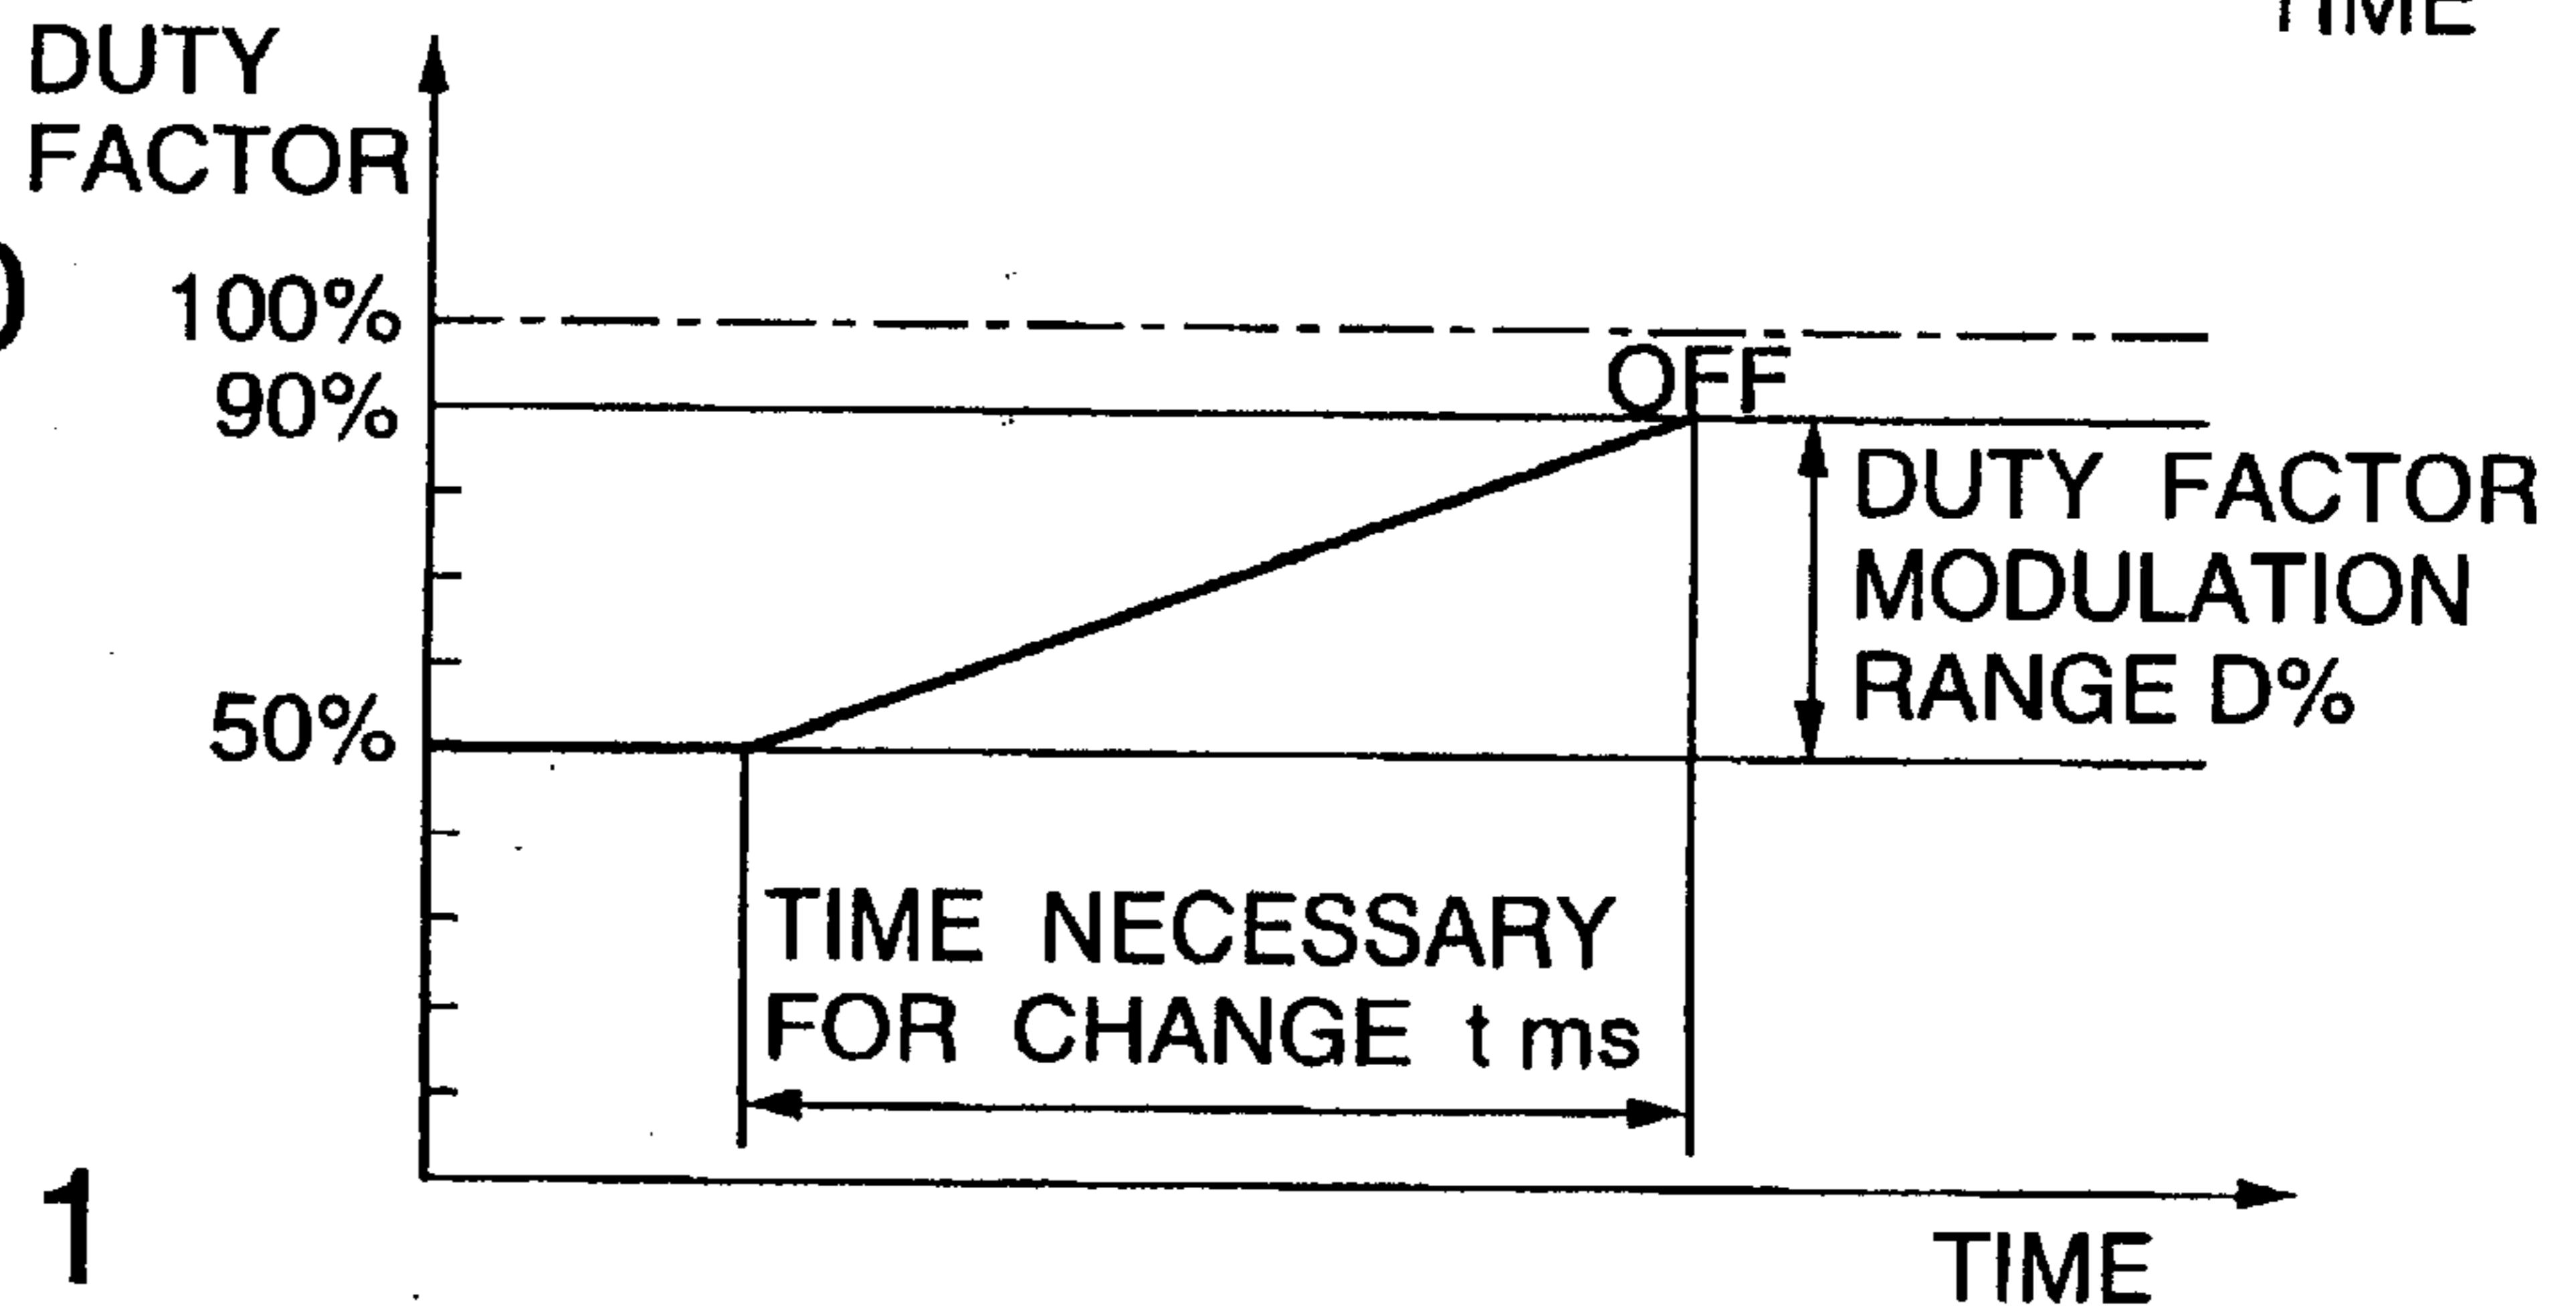 TIME
DUTY
FACTOR
100%
90%
OFF
DUTY FACTOR
MODULATION
RANGE D%
50%
TIME NECESSARY
FOR CHANGE t ms
1
TIME